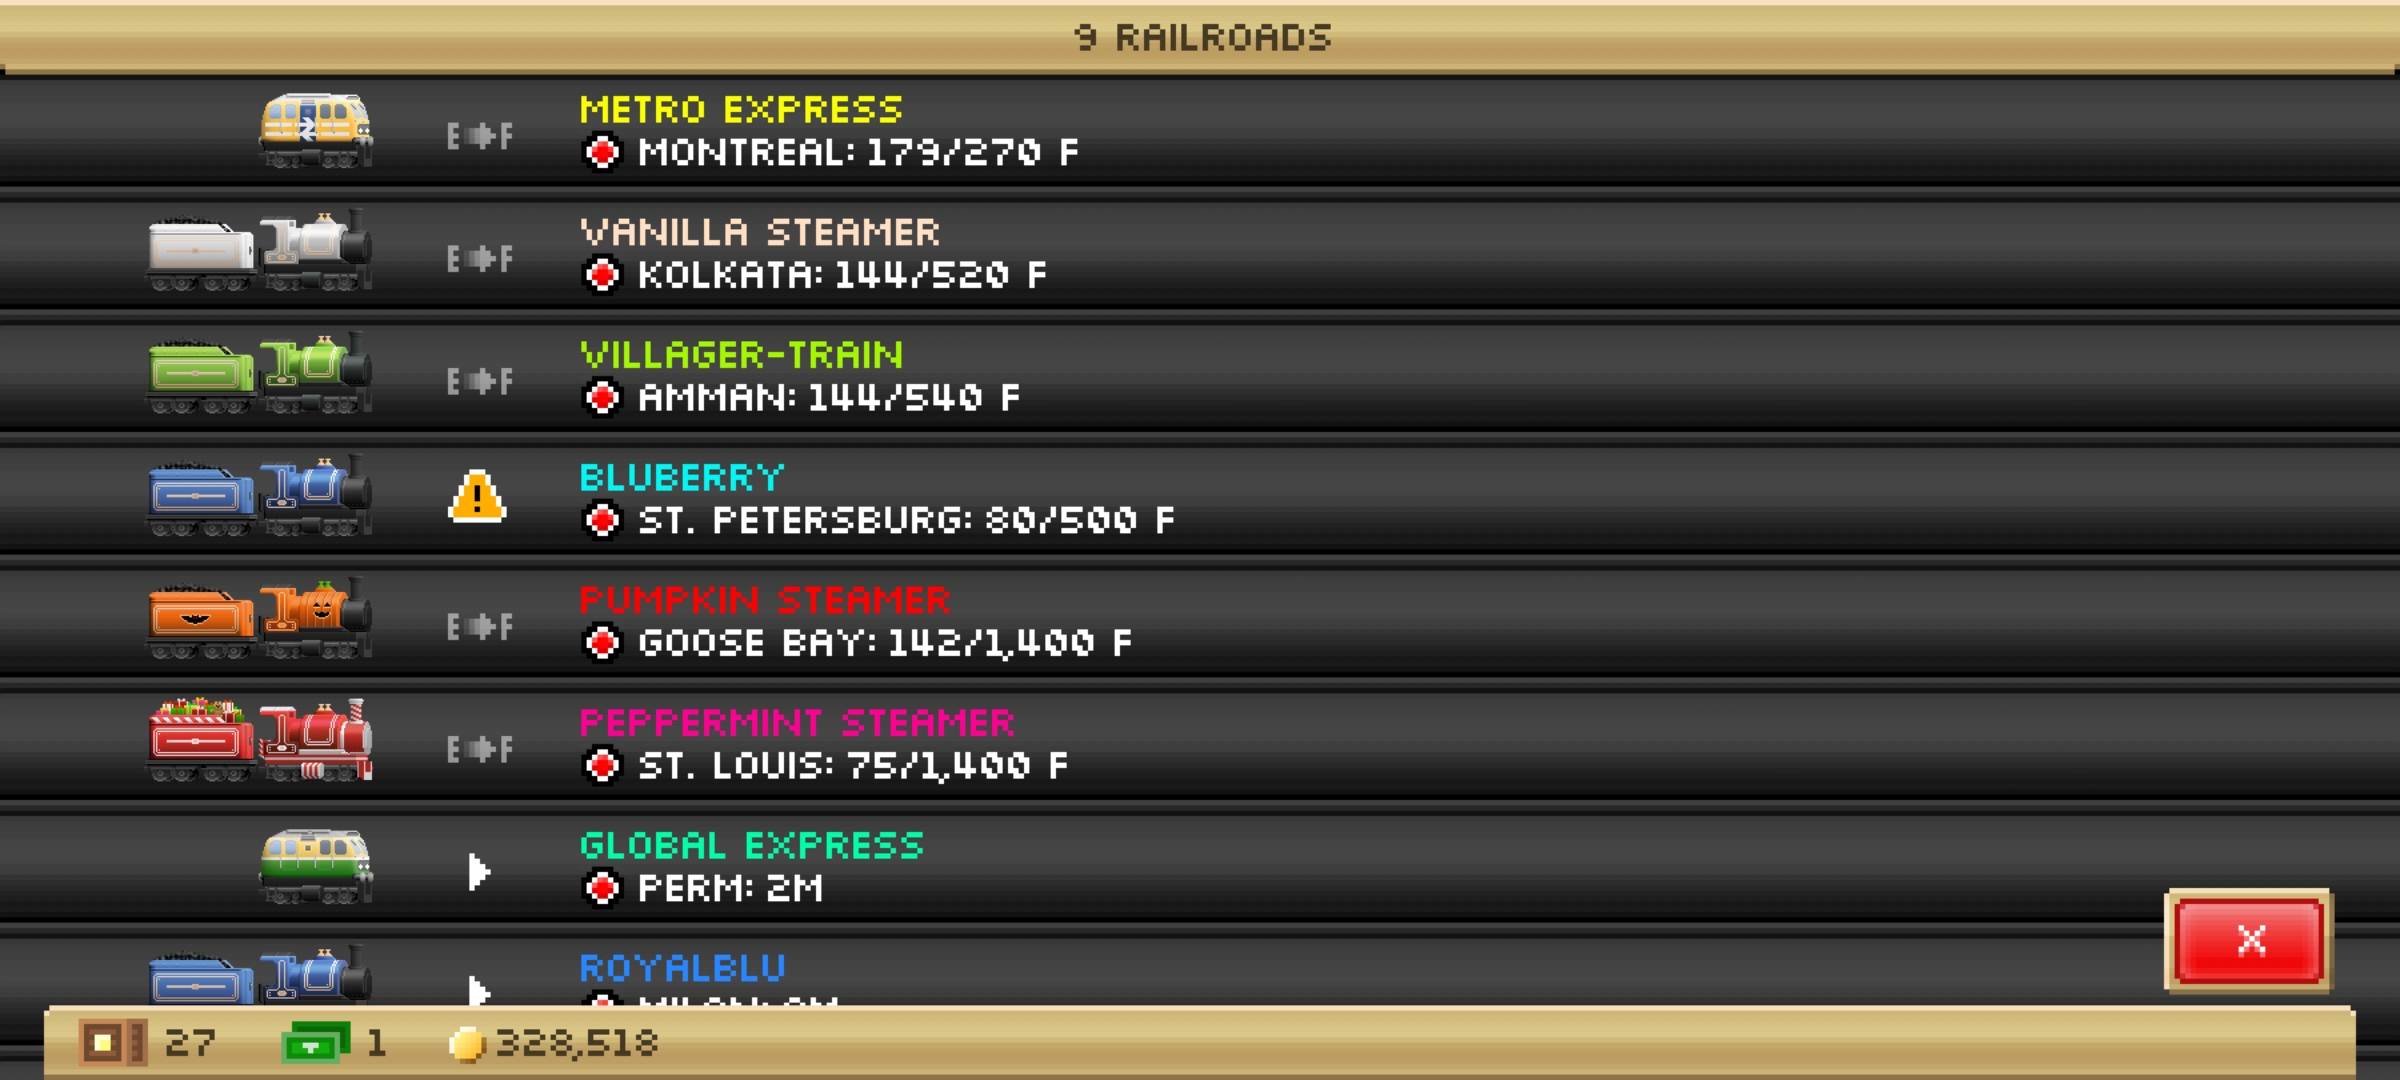 9 RAILROADS
METRO EXPRESS
E F
MONTREAL: 179/270 F
VANILLA STEAMER
E F
KOLKATA: 144/520 F
VILLAGER-TRAIN
E F
AMMAN: 144/540 F
BLUBERRY
!
ST. PETERSBURG: 80/500 F
PUMPKIN STEAMER
E F
GOOSE BAY: 142/1,400 F
PEPPERMINT STEAMER
E F
ST. LOUIS: 75/1,400 F
GLOBAL EXPRESS
PERM: 2M
ROYALBLU
X
27 1 328,518